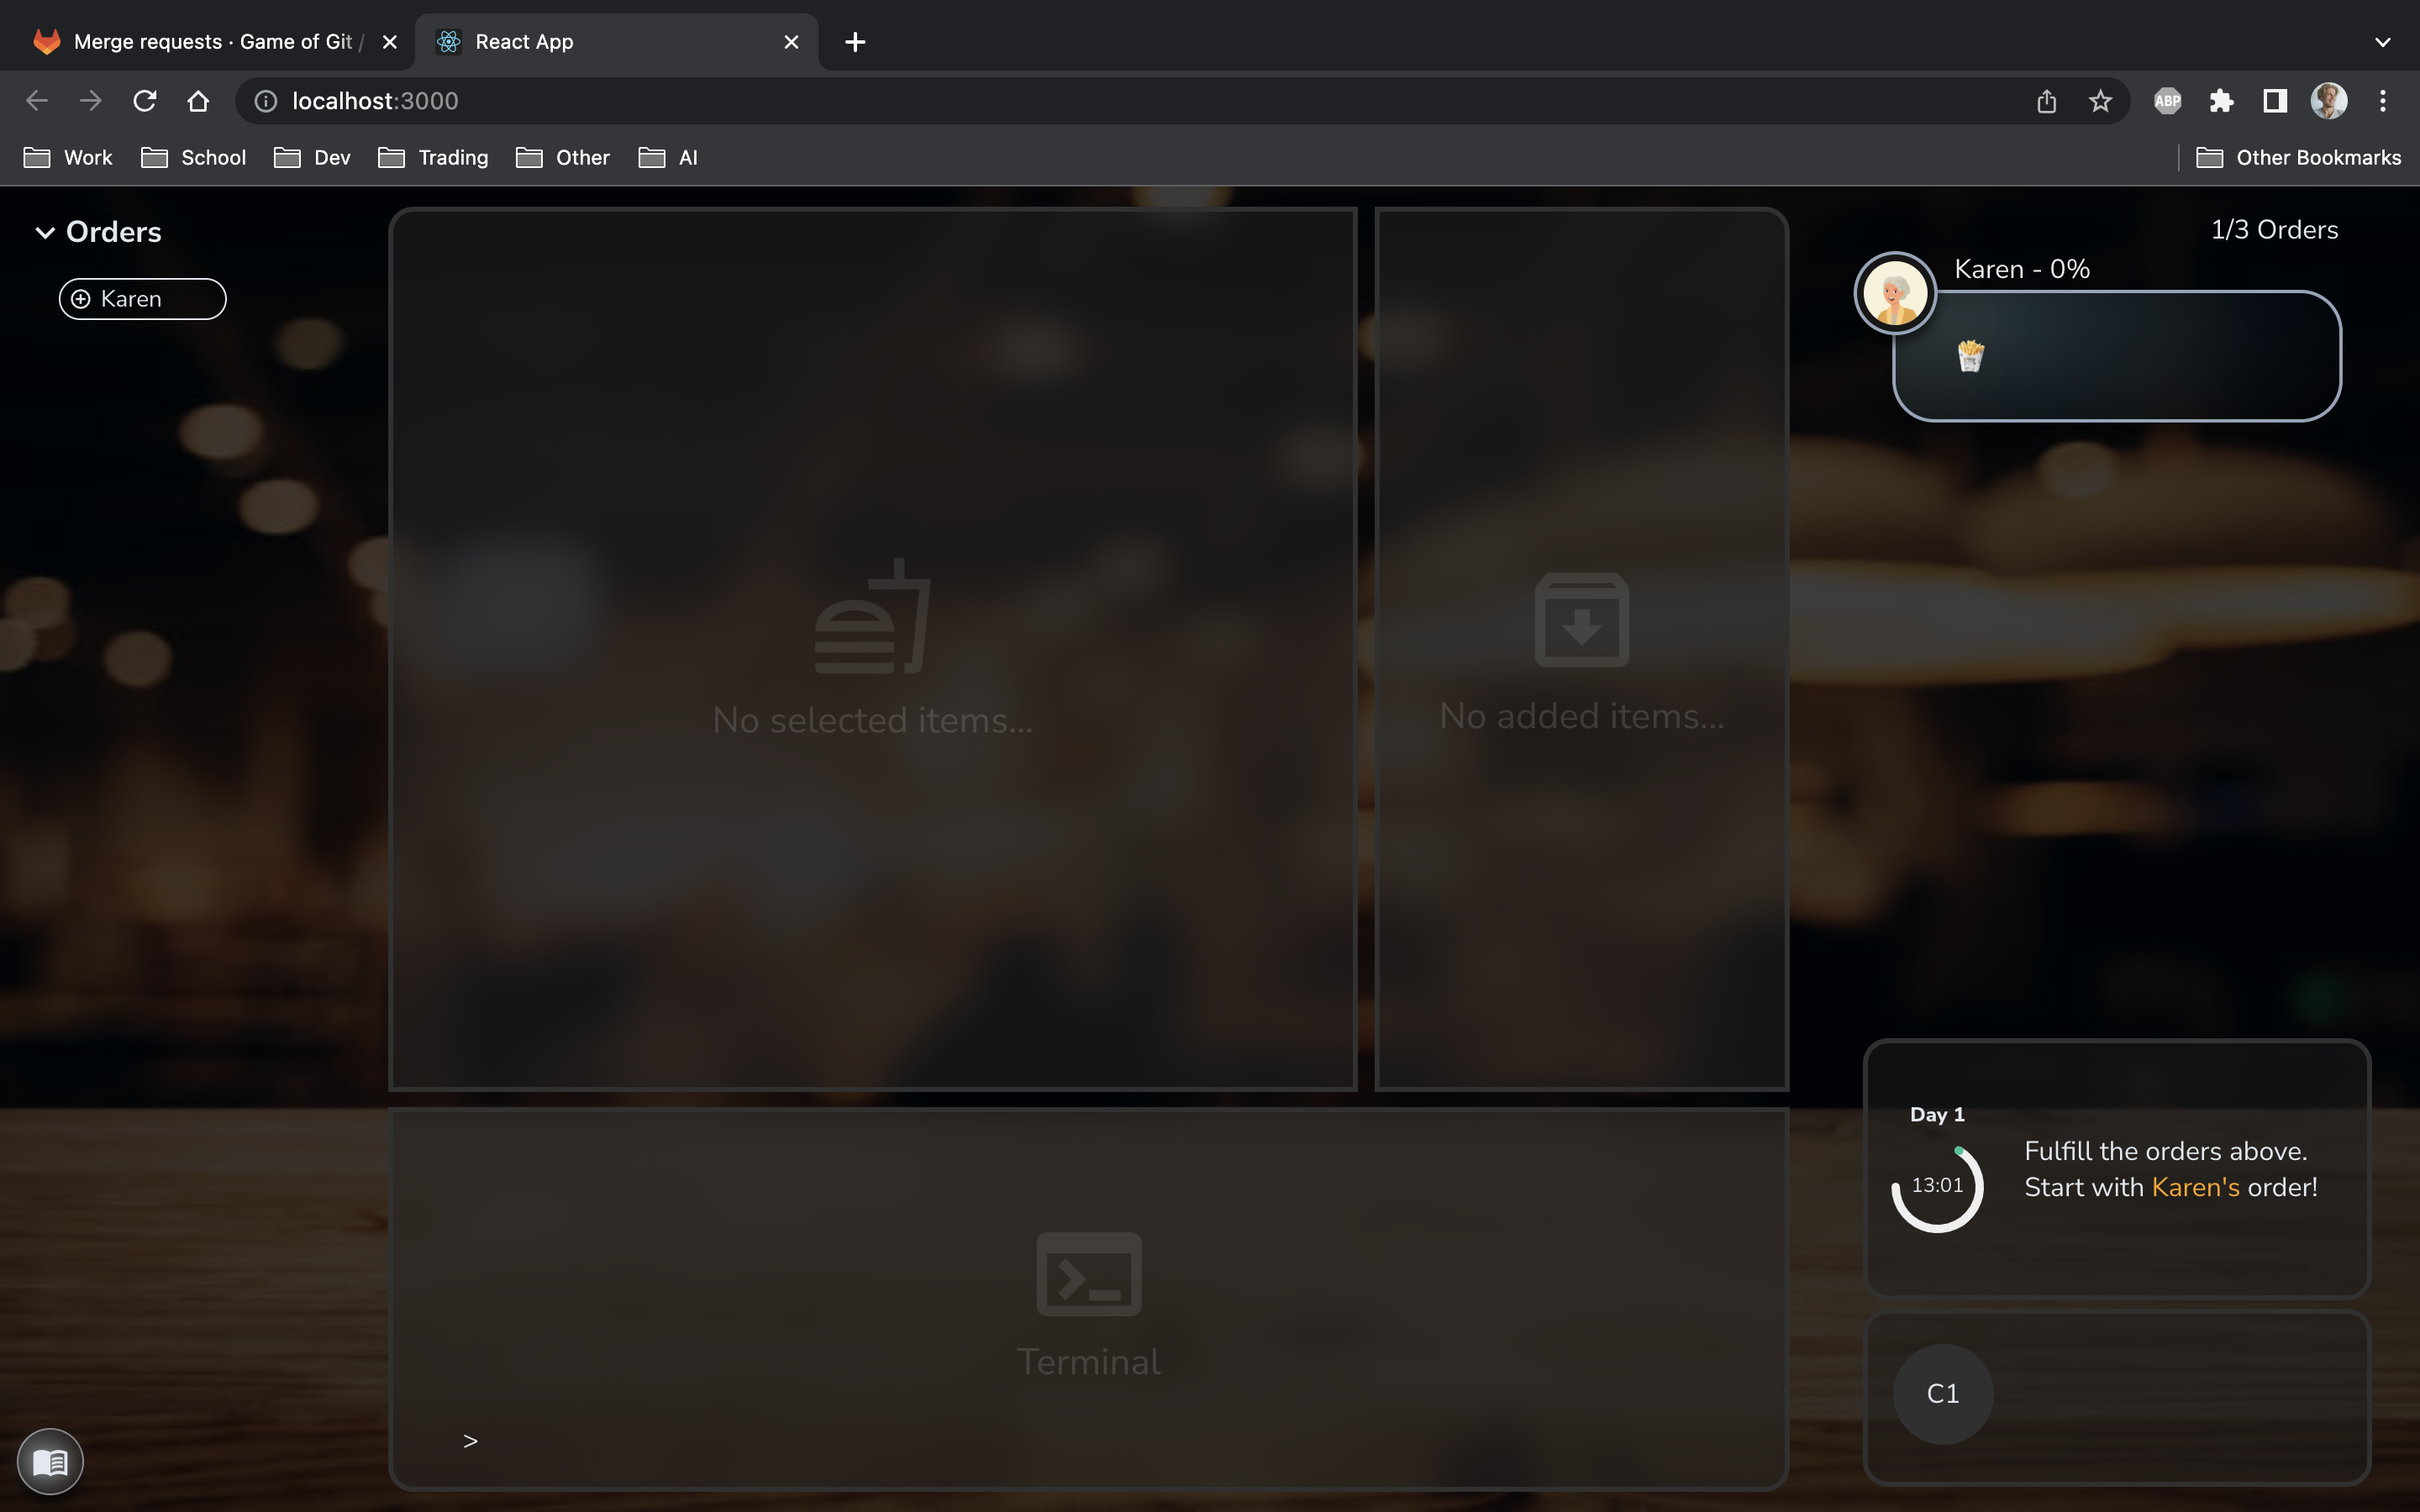 Merge requests · Game of Git /
React App
localhost:3000
ABP
Work
School
Dev
Trading
Other
AI
Other Bookmarks
Orders
Karen
No selected items...
No added items...
1/3 Orders
Karen - 0%
Day 1
13:01
Fulfill the orders above.
Start with Karen's order!
Terminal
>
C1